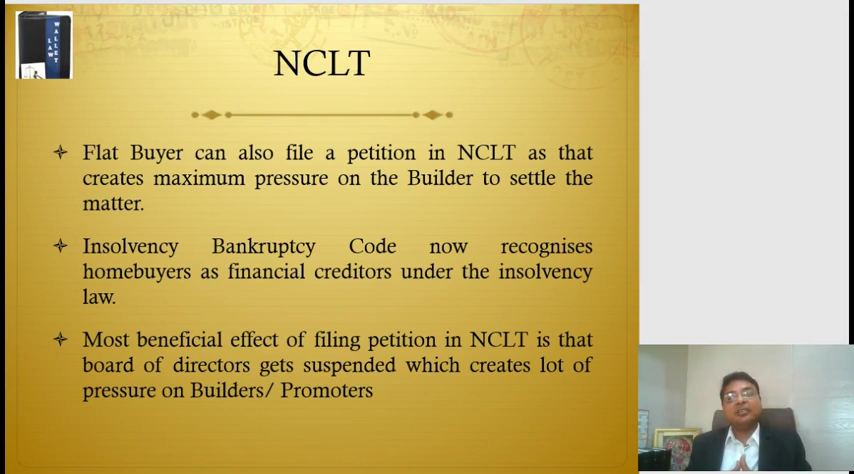 LAW
WALLET
NCLT
Flat Buyer can also file a petition in NCLT as that
creates maximum pressure on the Builder to settle the
matter.
Insolvency Bankruptcy Code now recognises
homebuyers as financial creditors under the insolvency
law.
Most beneficial effect of filing petition in NCLT is that
board of directors gets suspended which creates lot of
pressure on Builders/ Promoters